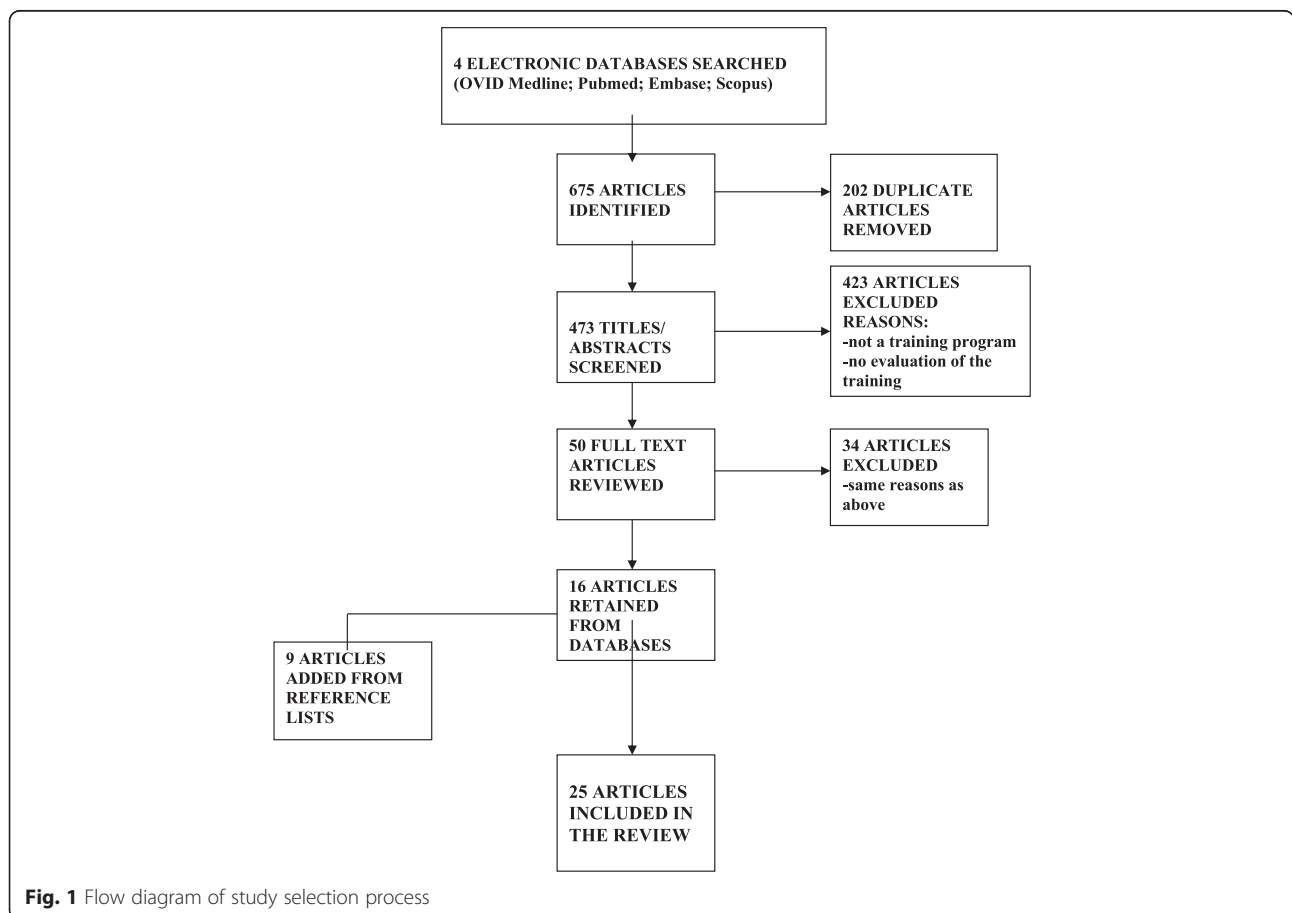 4 ELECTRONIC DATABASES SEARCHED
(OVID Medline; Pubmed; Embase; Scopus)
675 ARTICLES
IDENTIFIED
202 DUPLICATE
ARTICLES
REMOVED
473 TITLES/
ABSTRACTS
SCREENED
423 ARTICLES
EXCLUDED
REASONS:
-not a training program
-no evaluation of the
training
50 FULL TEXT
ARTICLES
REVIEWED
34 ARTICLES
EXCLUDED
-same reasons as
above
16 ARTICLES
RETAINED
FROM
DATABASES
9 ARTICLES
ADDED FROM
REFERENCE
LISTS
25 ARTICLES
INCLUDED IN
THE REVIEW
Fig. 1 Flow diagram of study selection process